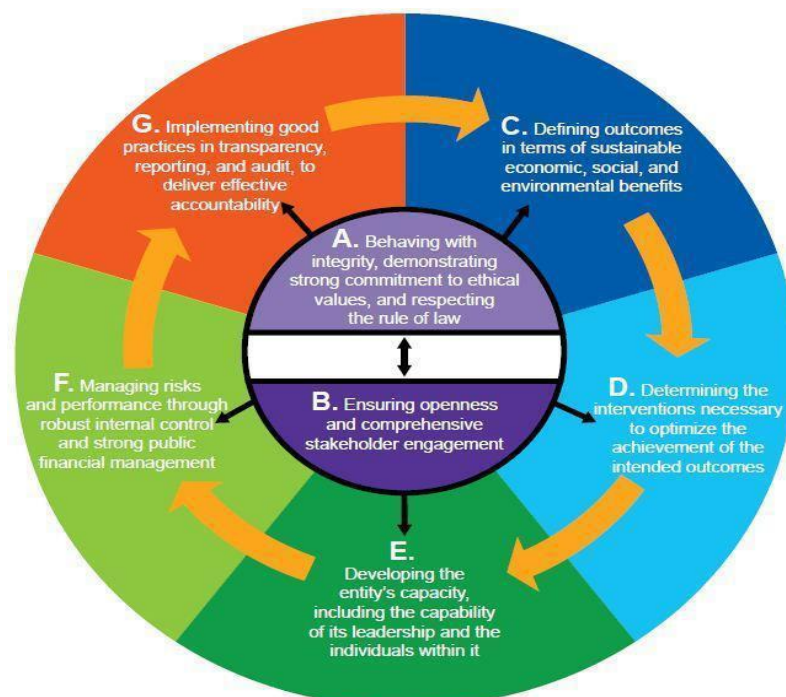 A. Behaving with
integrity, demonstrating
strong commitment to ethical
values, and respecting
the rule of law
B. Ensuring openness
and comprehensive
stakeholder engagement
C. Defining outcomes
in terms of sustainable
economic, social, and
environmental benefits
D. Determining the
interventions necessary
to optimize the
achievement of the
intended outcomes
E.
Developing the
entity's capacity,
including the capability
of its leadership and the
individuals within it
F. Managing risks
and performance through
robust internal control
and strong public
financial management
G. Implementing good
practices in transparency,
reporting, and audit, to
deliver effective
accountability